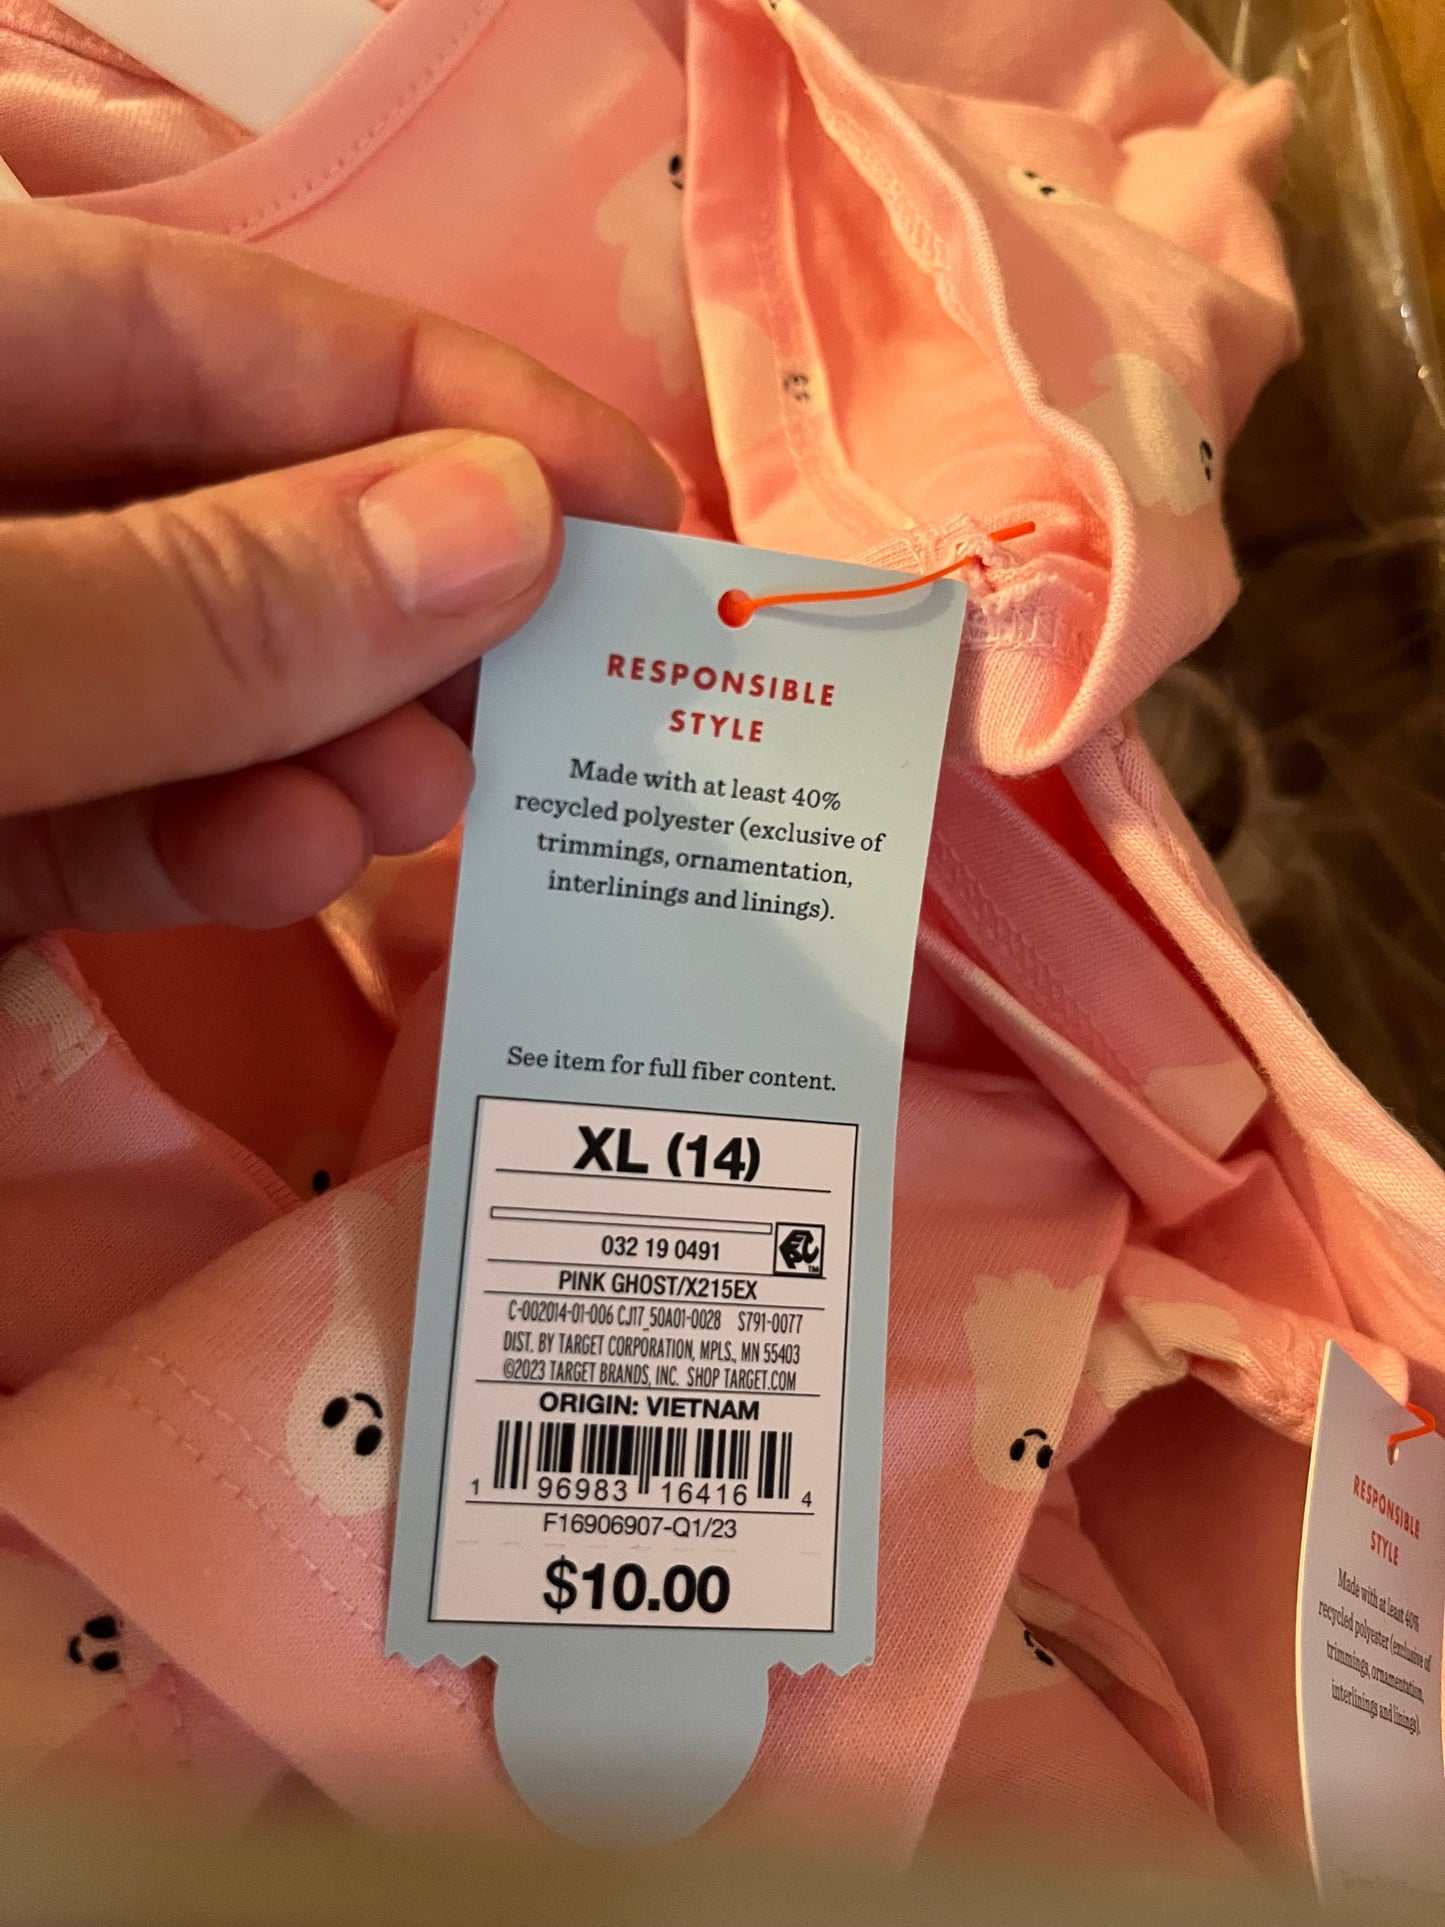 RESPONSIBLE
STYLE
Made with at least 40%
recycled polyester (exclusive of
trimmings, ornamentation,
interlinings and linings).
See item for full fiber content.
XL (14)
032 19 0491
EPC
TM
PINK GHOST/X215EX
C-002014-01-006 CJ17_50A01-0028 S791-0077
DIST. BY TARGET CORPORATION, MPLS., MN 55403
©2023 TARGET BRANDS, INC. SHOP TARGET.COM
ORIGIN: VIETNAM
1 96983 16416 4
F16906907-Q1/23
$10.00
RESPONSIBLE
STYLE
Made with at least 40%
recycled polyester (exclusive of
trimmings, ornamentation,
interlinings and linings).